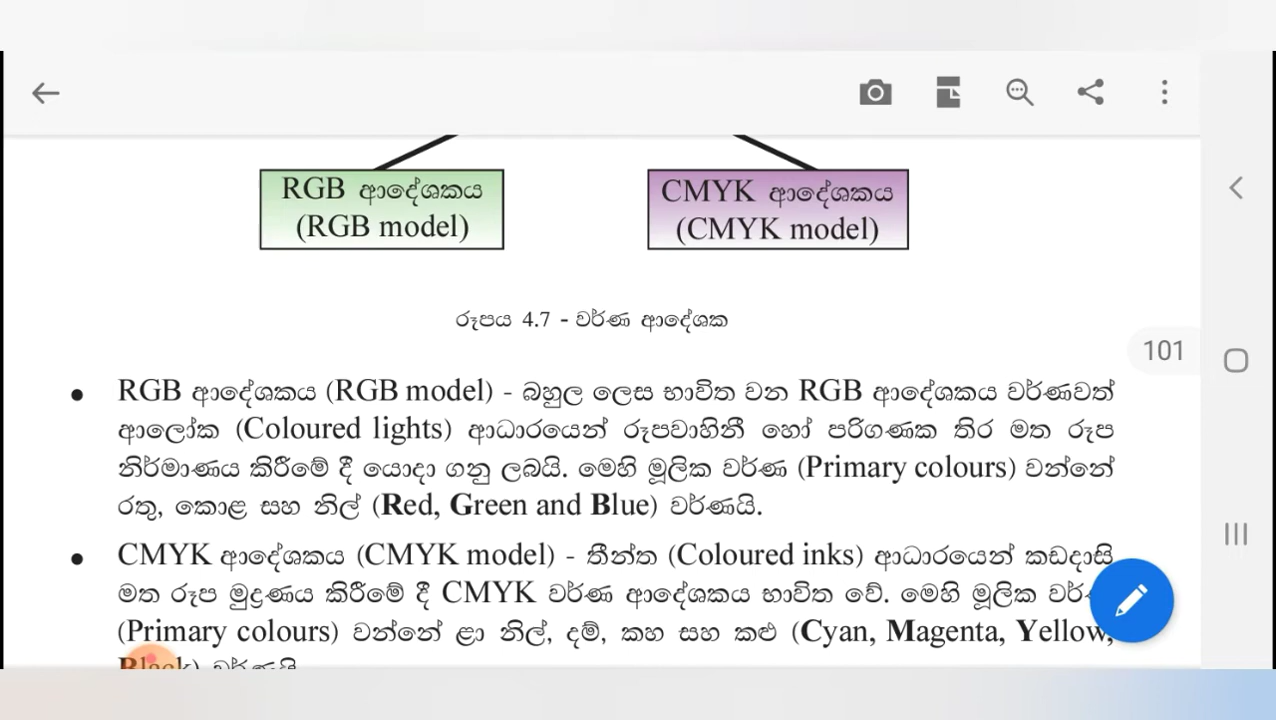 RGB ආදේශකය
(RGB model)
CMYK ආදේශකය
(CMYK model)
රූපය 4.7 - වර්ණ ආදේශක
101
• RGB ආදේශකය (RGB model) - බහුල ලෙස භාවිත වන RGB ආදේශකය වර්ණවත්
ආලෝක (Coloured lights) ආධාරයෙන් රූපවාහිනී හෝ පරිගණක තිර මත රූප
නිර්මාණය කිරීමේ දී යොදා ගනු ලබයි. මෙහි මූලික වර්ණ (Primary colours) වන්නේ
රතු, කොළ සහ නිල් (Red, Green and Blue) වර්ණයි.
• CMYK ආදේශකය (CMYK model) - තීන්ත (Coloured inks) ආධාරයෙන් කඩදාසි
මත රූප මුද්‍රණය කිරීමේ දී CMYK වර්ණ ආදේශකය භාවිත වේ. මෙහි මූලික
(Primary colours) වන්නේ ළා නිල්, දම්, කහ සහ කළු (Cyan, Magenta, Yellow,
Black) වර්ණයි